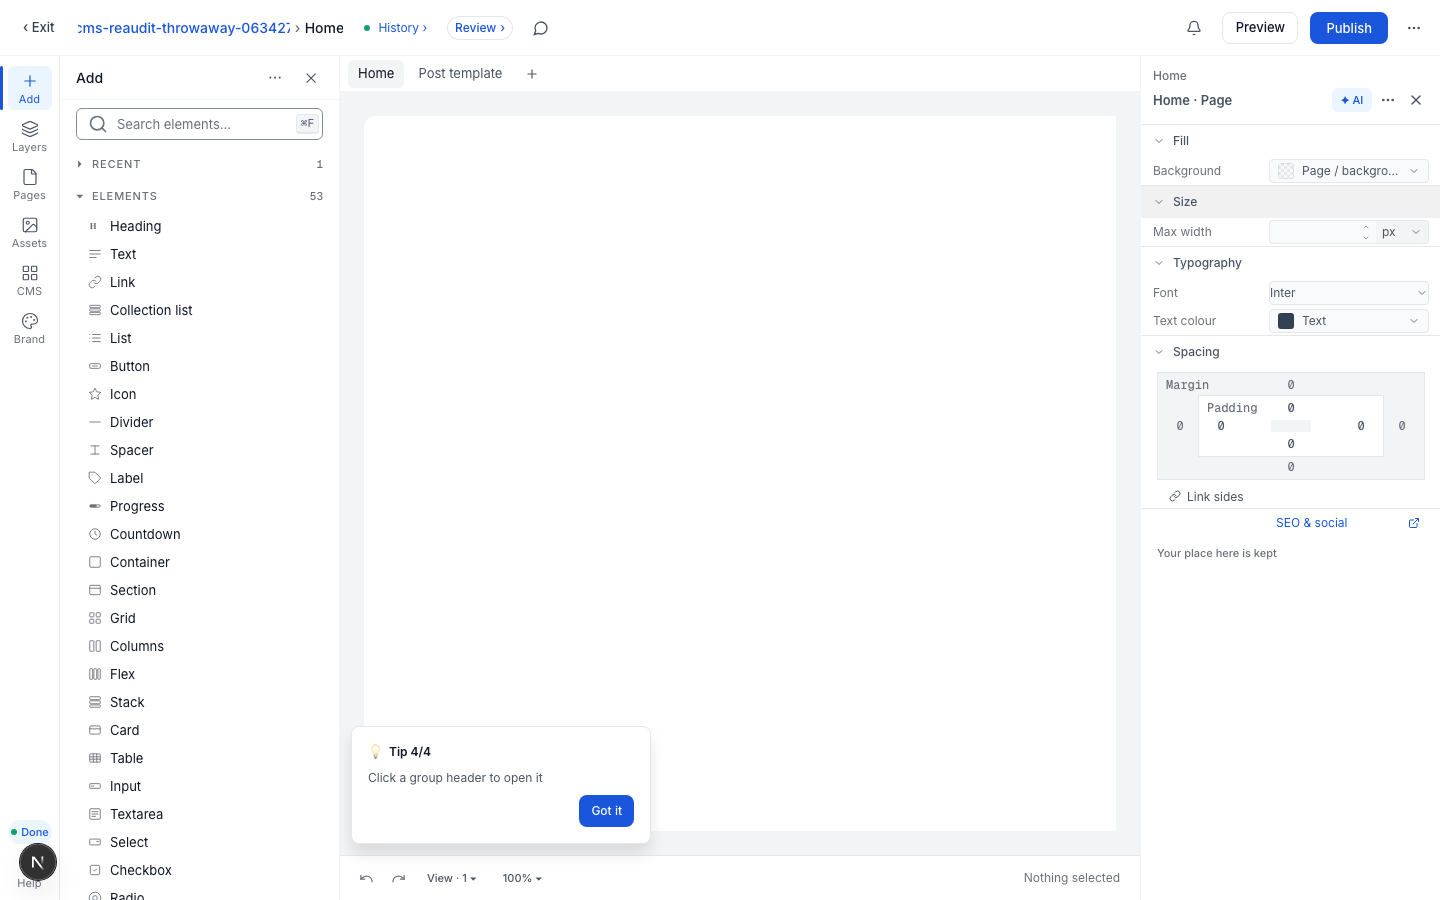 ‹ Exit
cms-reaudit-throwaway-063427 › Home
History ›
Review ›
Preview
Publish
Add
Layers
Pages
Assets
CMS
Brand
Done
N
Help
Add
Search elements...
⌘F
RECENT 1
ELEMENTS 53
H Heading
Text
Link
Collection list
List
Button
Icon
Divider
Spacer
Label
Progress
Countdown
Container
Section
Grid
Columns
Flex
Stack
Card
Table
Input
Textarea
Select
Checkbox
Radio
Home
Post template
Tip 4/4
Click a group header to open it
Got it
View · 1
100%
Nothing selected
Home
Home · Page
AI
Fill
Background Page / backgro...
Size
Max width px
Typography
Font Inter
Text colour Text
Spacing
Margin 0
Padding 0
0 0 0 0
0
0
Link sides
SEO & social
Your place here is kept